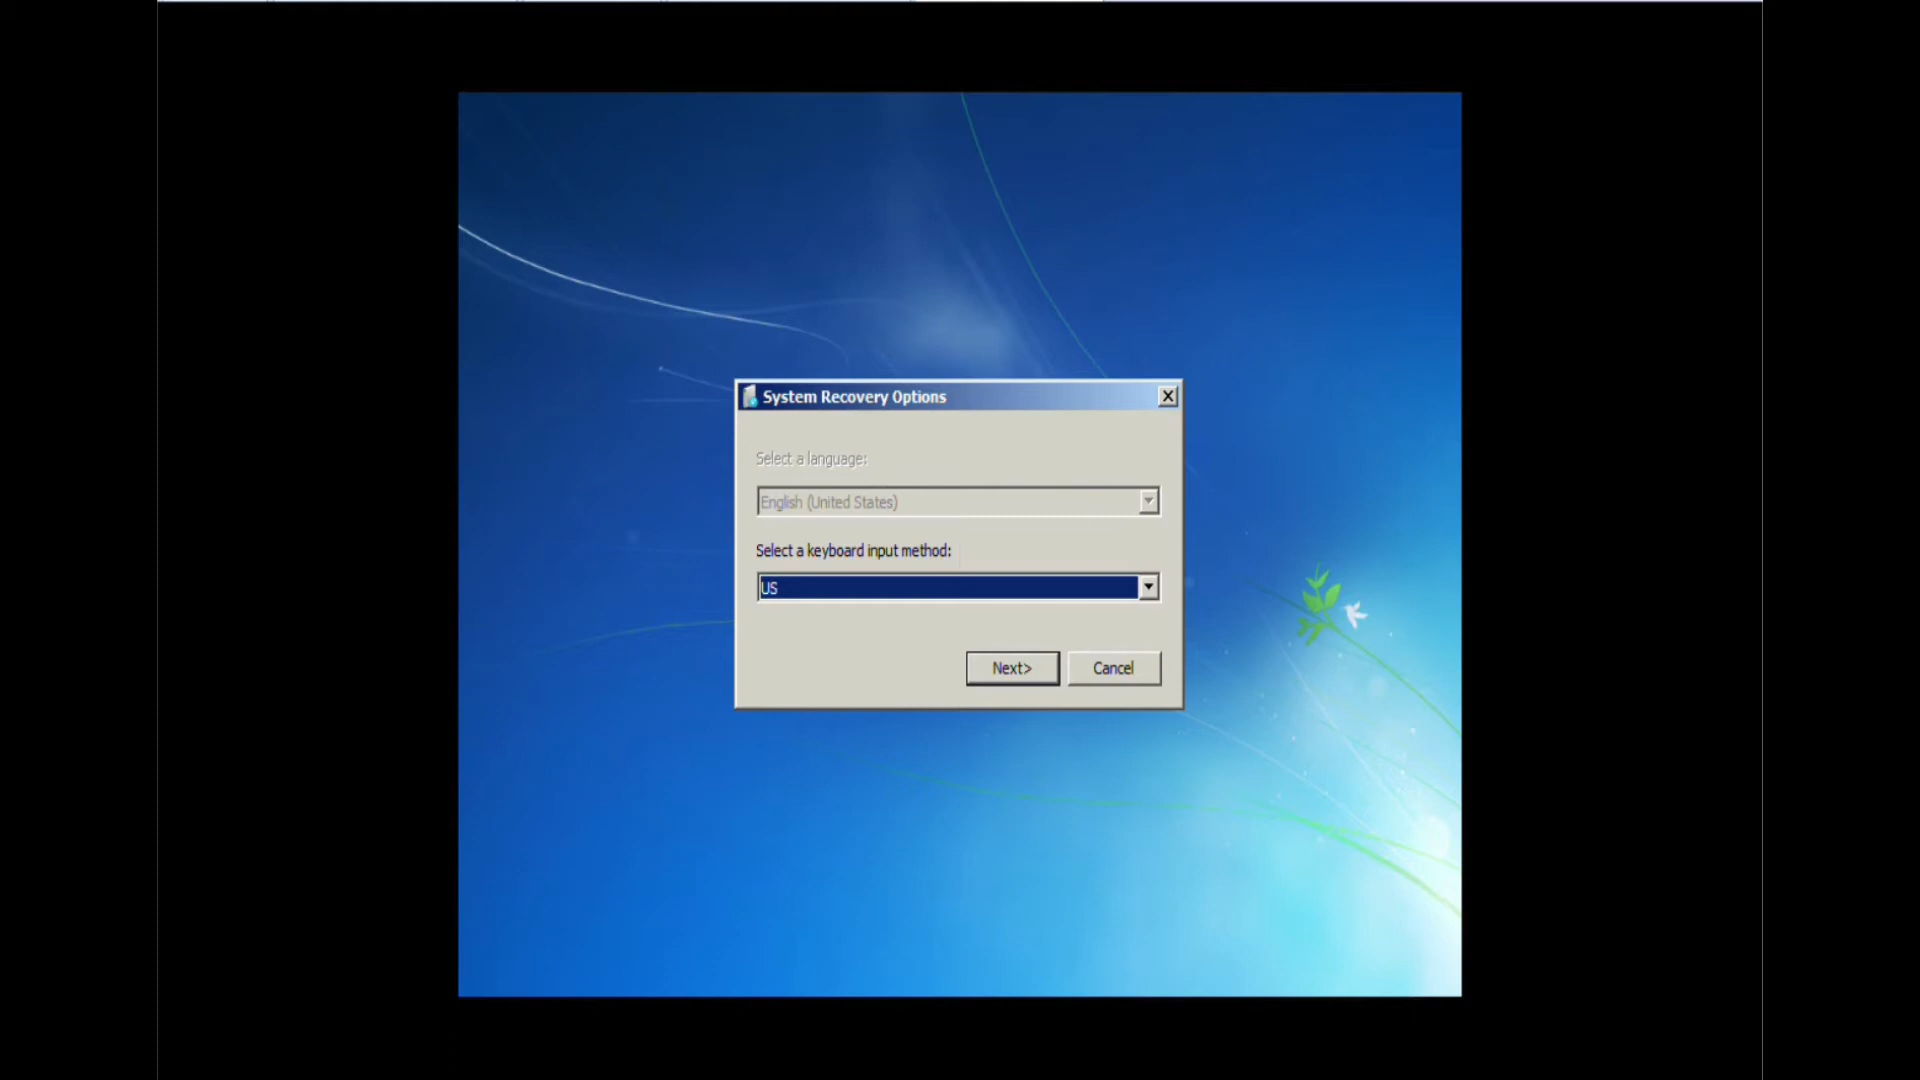 System Recovery Options
Select a language:
English (United States)
Select a keyboard input method:
US
Next>
Cancel